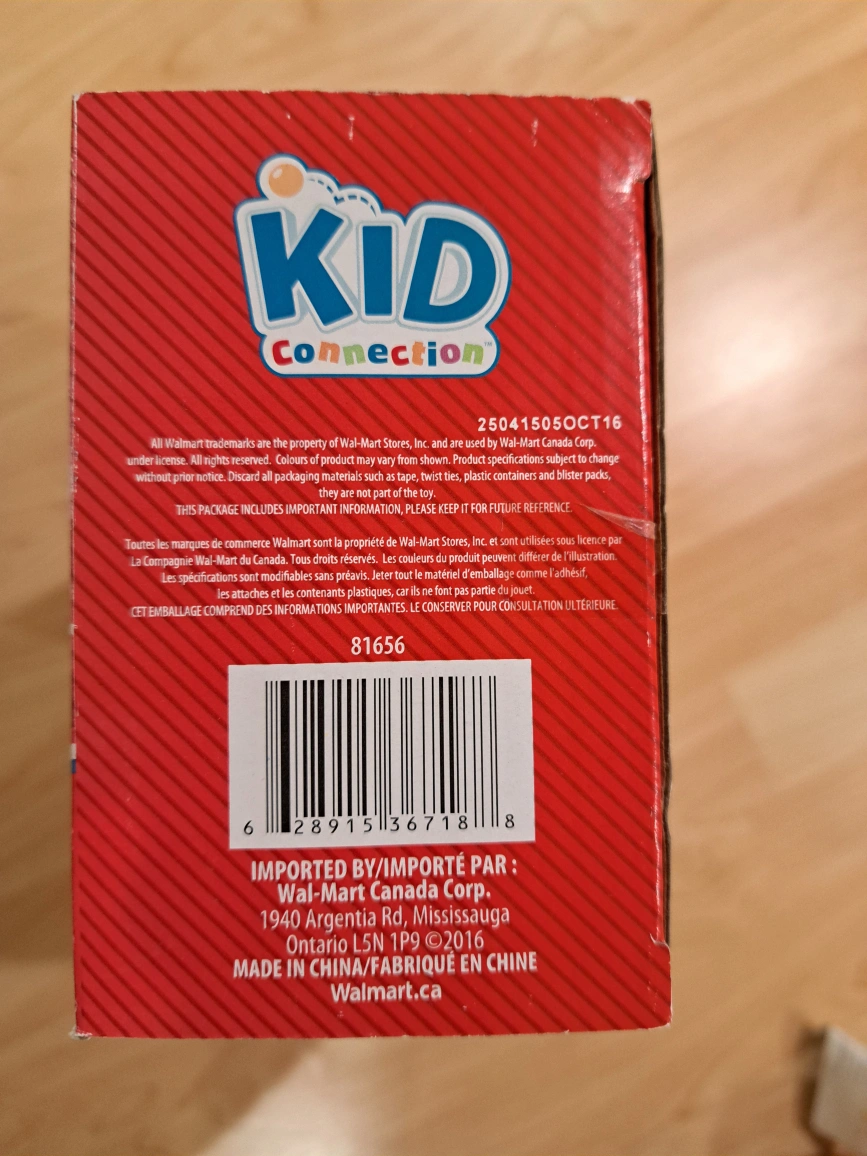 KID
Connection™
25041505OCT16
All Walmart trademarks are the property of Wal-Mart Stores, Inc. and are used by Wal-Mart Canada Corp.
under license. All rights reserved. Colours of product may vary from shown. Product specifications subject to change
without prior notice. Discard all packaging materials such as tape, twist ties, plastic containers and blister packs,
they are not part of the toy.
THIS PACKAGE INCLUDES IMPORTANT INFORMATION, PLEASE KEEP IT FOR FUTURE REFERENCE.
Toutes les marques de commerce Walmart sont la propriété de Wal-Mart Stores, Inc. et sont utilisées sous licence par
La Compagnie Wal-Mart du Canada. Tous droits réservés. Les couleurs du produit peuvent différer de l'illustration.
Les spécifications sont modifiables sans préavis. Jeter tout le matériel d'emballage comme l'adhésif,
les attaches et les contenants plastiques, car ils ne font pas partie du jouet.
CET EMBALLAGE COMPREND DES INFORMATIONS IMPORTANTES. LE CONSERVER POUR CONSULTATION ULTÉRIEURE.
81656
6 28915 36718 8
IMPORTED BY/IMPORTÉ PAR :
Wal-Mart Canada Corp.
1940 Argentia Rd, Mississauga
Ontario L5N 1P9 ©2016
MADE IN CHINA/FABRIQUÉ EN CHINE
Walmart.ca